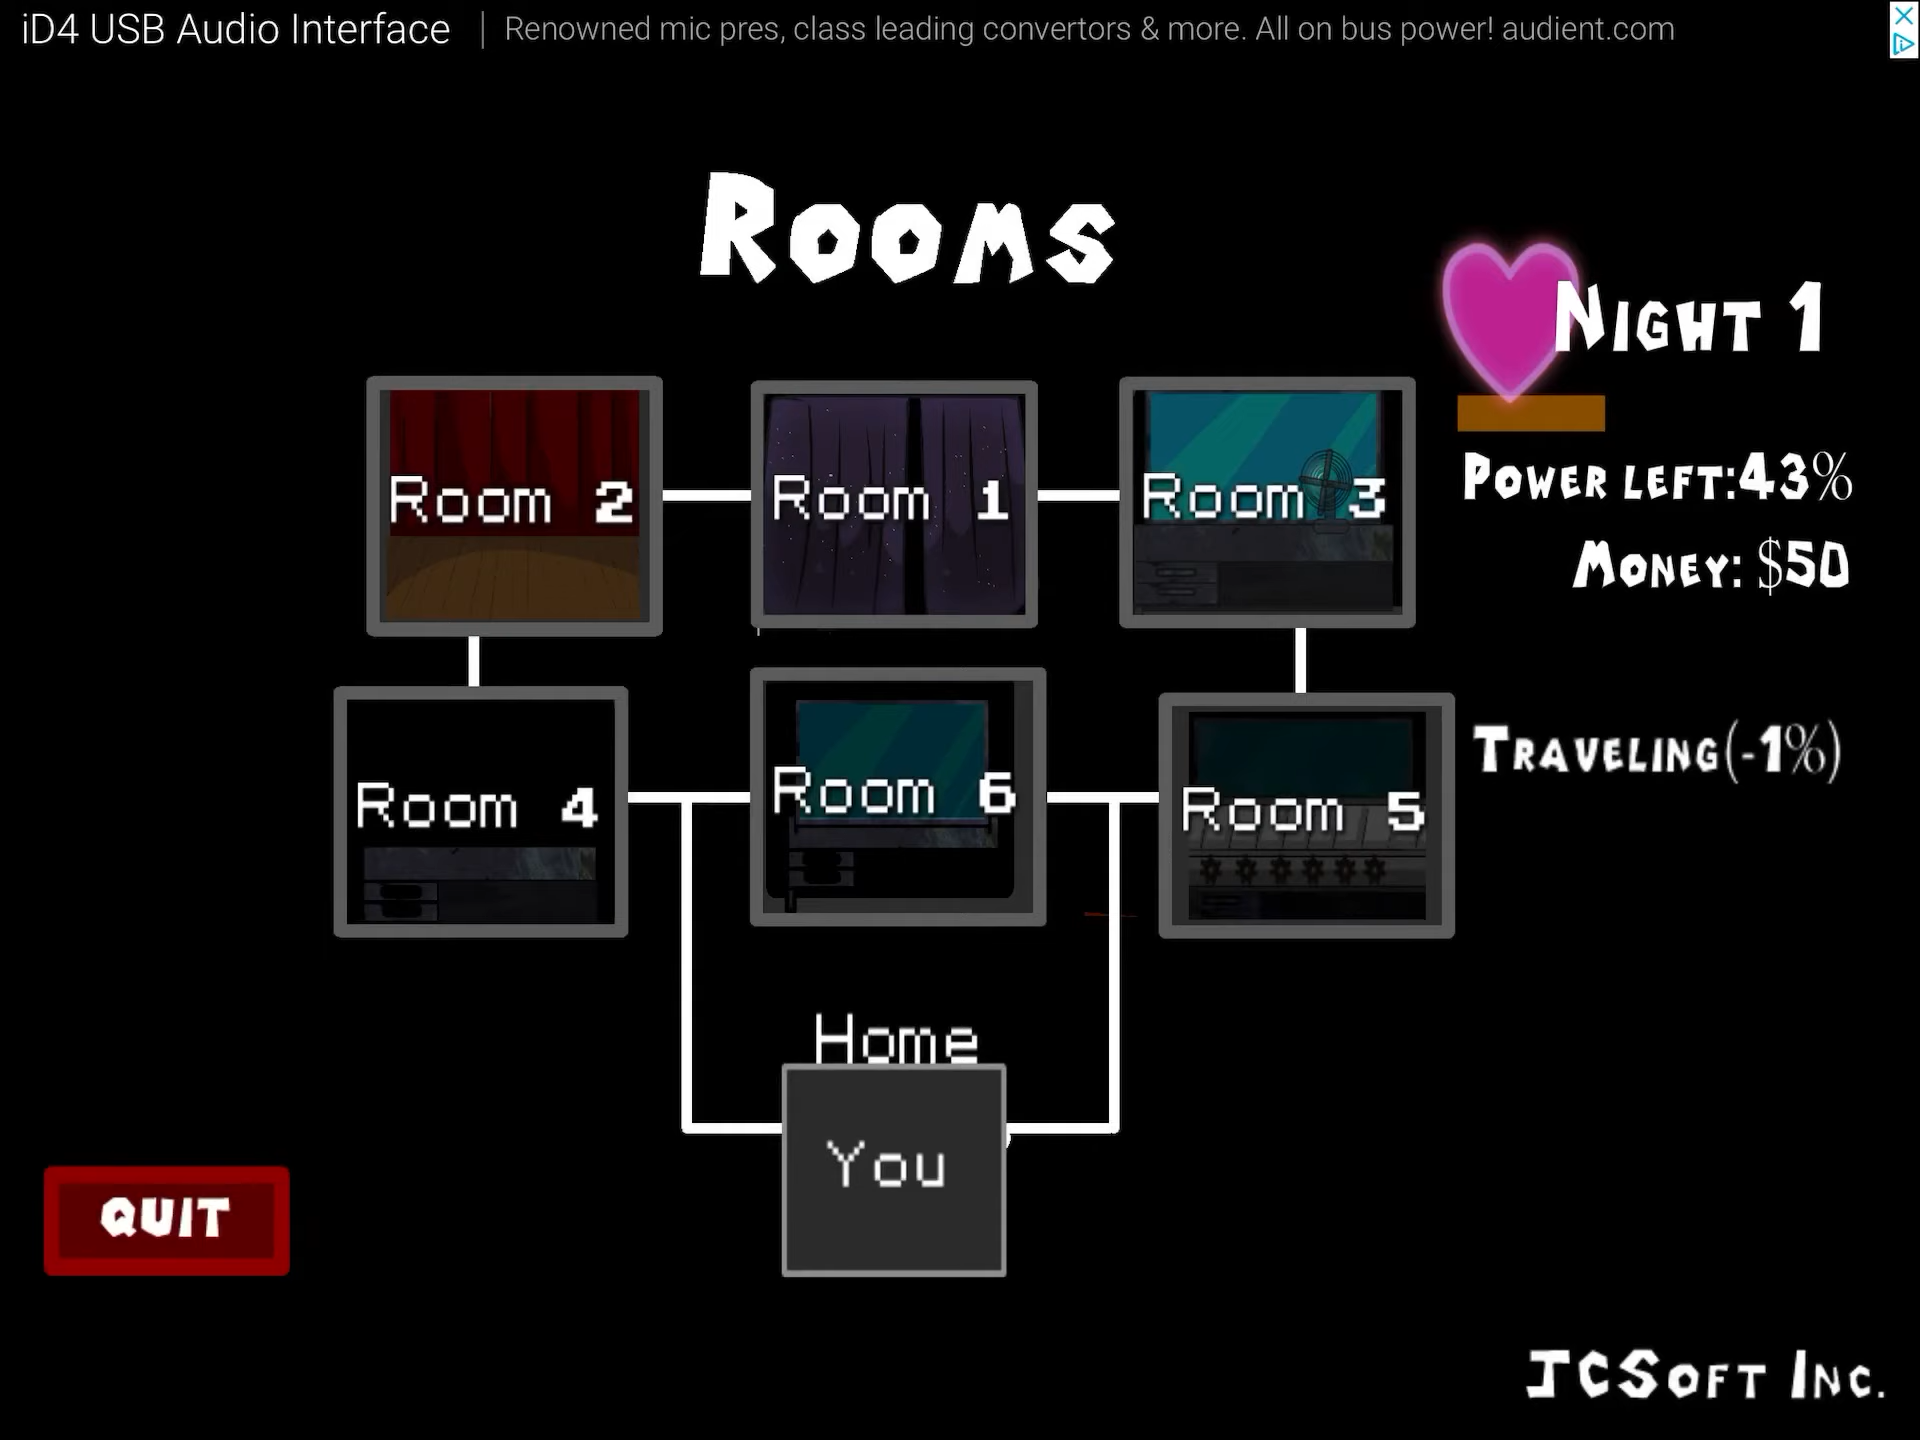 iD4 USB Audio Interface | Renowned mic pres, class leading convertors & more. All on bus power! audient.com
Rooms
Night 1
Power left:43%
Money: $50
Room 2
Room 1
Room 3
Room 4
Room 6
Room 5
Traveling(-1%)
Home
You
QUIT
JCSoft Inc.